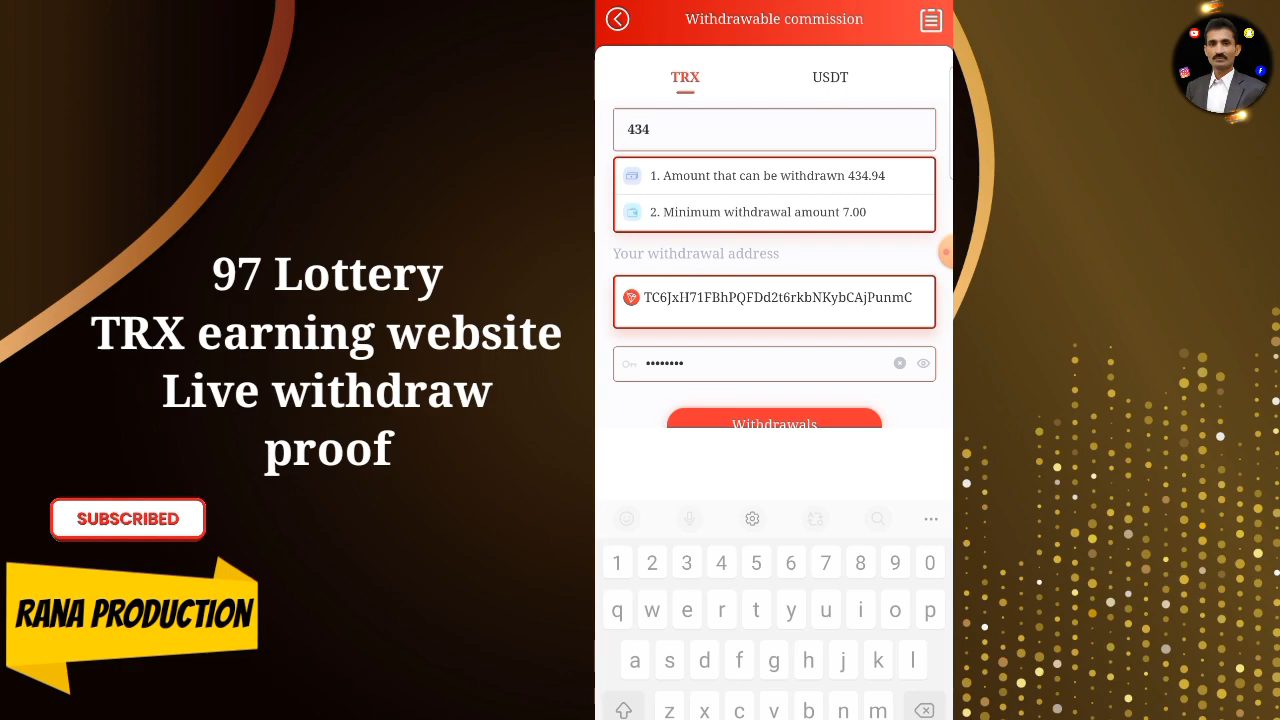 97 Lottery
TRX earning website
Live withdraw
proof
SUBSCRIBED
RANA PRODUCTION
Withdrawable commission
TRX USDT
434
1. Amount that can be withdrawn 434.94
2. Minimum withdrawal amount 7.00
Your withdrawal address
TC6JxH71FBhPQFDd2t6rkbNKybCAjPunmC
••••••••
Withdrawals
1 2 3 4 5 6 7 8 9 0
q w e r t y u i o p
a s d f g h j k l
z x c v b n m